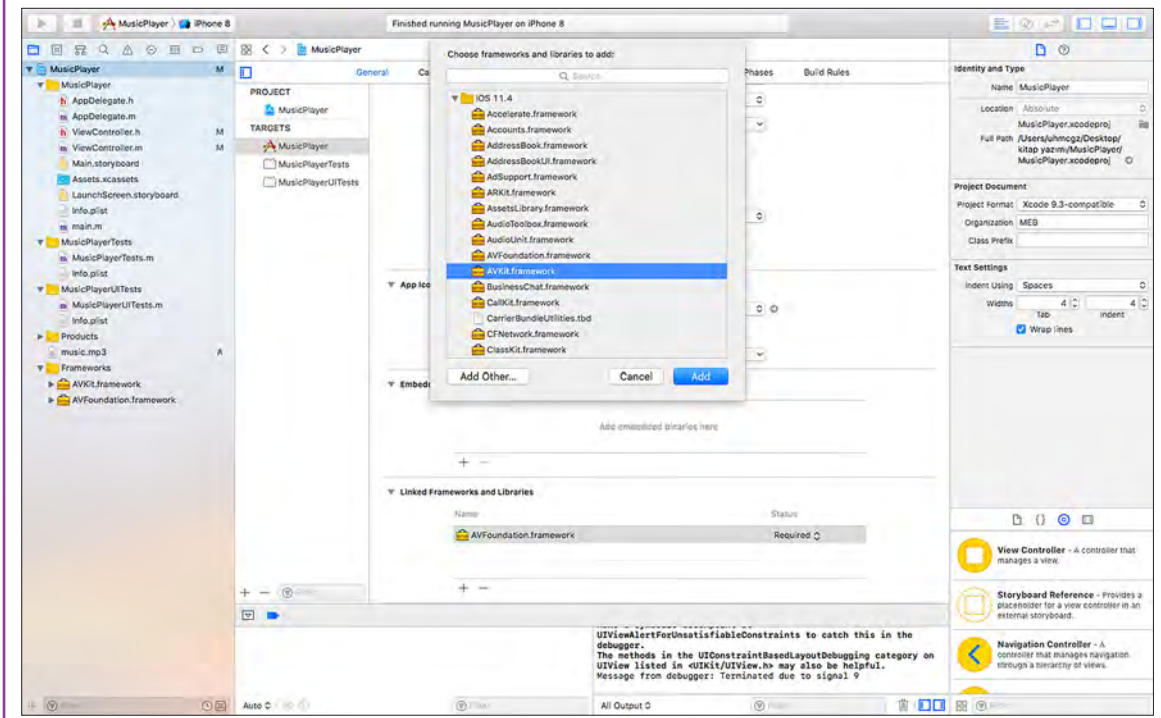 MusicPlayer iPhone 8
Finished running MusicPlayer on iPhone 8
MusicPlayer M
MusicPlayer
AppDelegate.h
AppDelegate.m
ViewController.h M
ViewController.m M
Main.storyboard
Assets.xcassets
LaunchScreen.storyboard
Info.plist
main.m
MusicPlayerTests
MusicPlayerTests.m
Info.plist
MusicPlayerUITests
MusicPlayerUITests.m
Info.plist
Products
music.mp3 A
Frameworks
AVKit.framework
AVFoundation.framework
MusicPlayer
General Ca Phases Build Rules
PROJECT
MusicPlayer
TARGETS
MusicPlayer
MusicPlayerTests
MusicPlayerUITests
Choose frameworks and libraries to add:
Search
iOS 11.4
Accelerate.framework
Accounts.framework
AddressBook.framework
AddressBookUI.framework
AdSupport.framework
ARKit.framework
AssetsLibrary.framework
AudioToolbox.framework
AudioUnit.framework
AVFoundation.framework
AVKit.framework
BusinessChat.framework
CallKit.framework
CarrierBundleUtilities.tbd
CFNetwork.framework
ClassKit.framework
Add Other... Cancel Add
App Ico
Embedd
Add embedded binaries here
Linked Frameworks and Libraries
Name Status
AVFoundation.framework Required
Filter
UIViewAlertForUnsatisfiableConstraints to catch this in the
debugger.
The methods in the UIConstraintBasedLayoutDebugging category on
UIView listed in <UIKit/UIView.h> may also be helpful.
Message from debugger: Terminated due to signal 9
Auto
Filter
All Output
Filter
Identity and Type
Name MusicPlayer
Location Absolute
MusicPlayer.xcodeproj
Full Path /Users/uhmcgz/Desktop/
kitap yazımı/MusicPlayer/
MusicPlayer.xcodeproj
Project Document
Project Format Xcode 9.3-compatible
Organization MEB
Class Prefix
Text Settings
Indent Using Spaces
Widths 4 4
Tab Indent
Wrap lines
View Controller - A controller that
manages a view.
Storyboard Reference - Provides a
placeholder for a view controller in an
external storyboard.
Navigation Controller - A
controller that manages navigation
through a hierarchy of views.